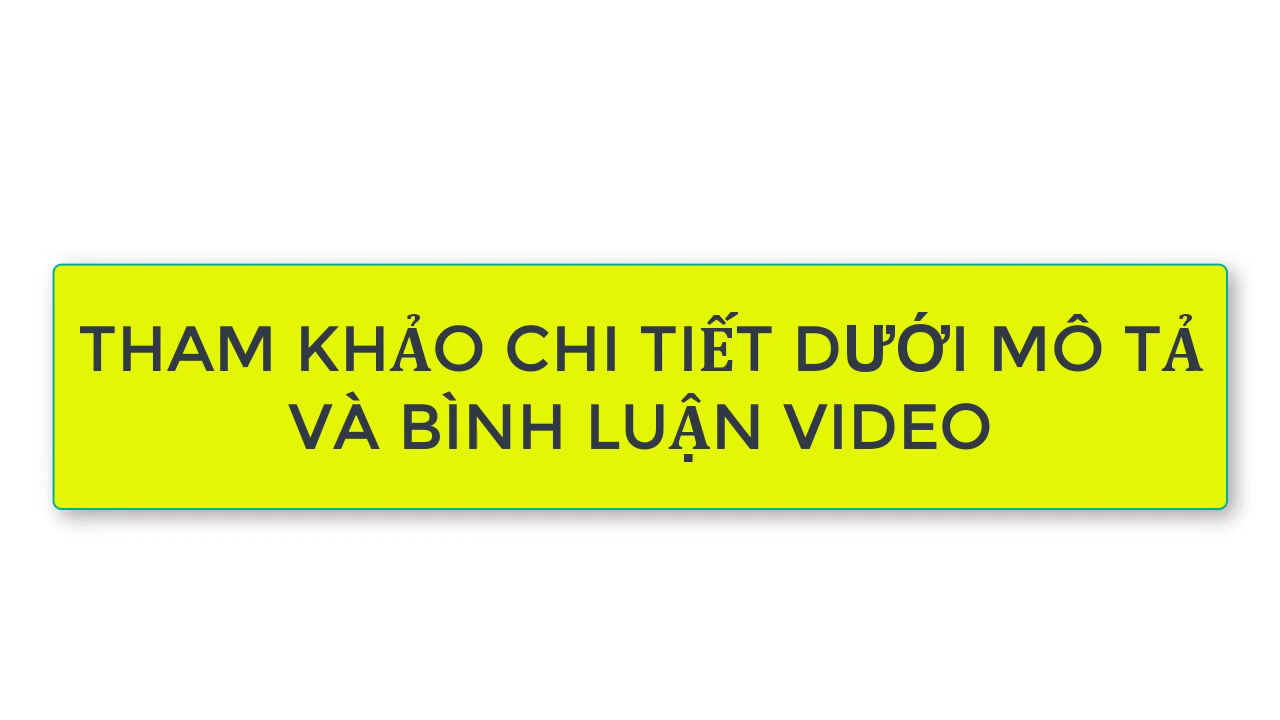 THAM KHẢO CHI TIẾT DƯỚI MÔ TẢ
VÀ BÌNH LUẬN VIDEO